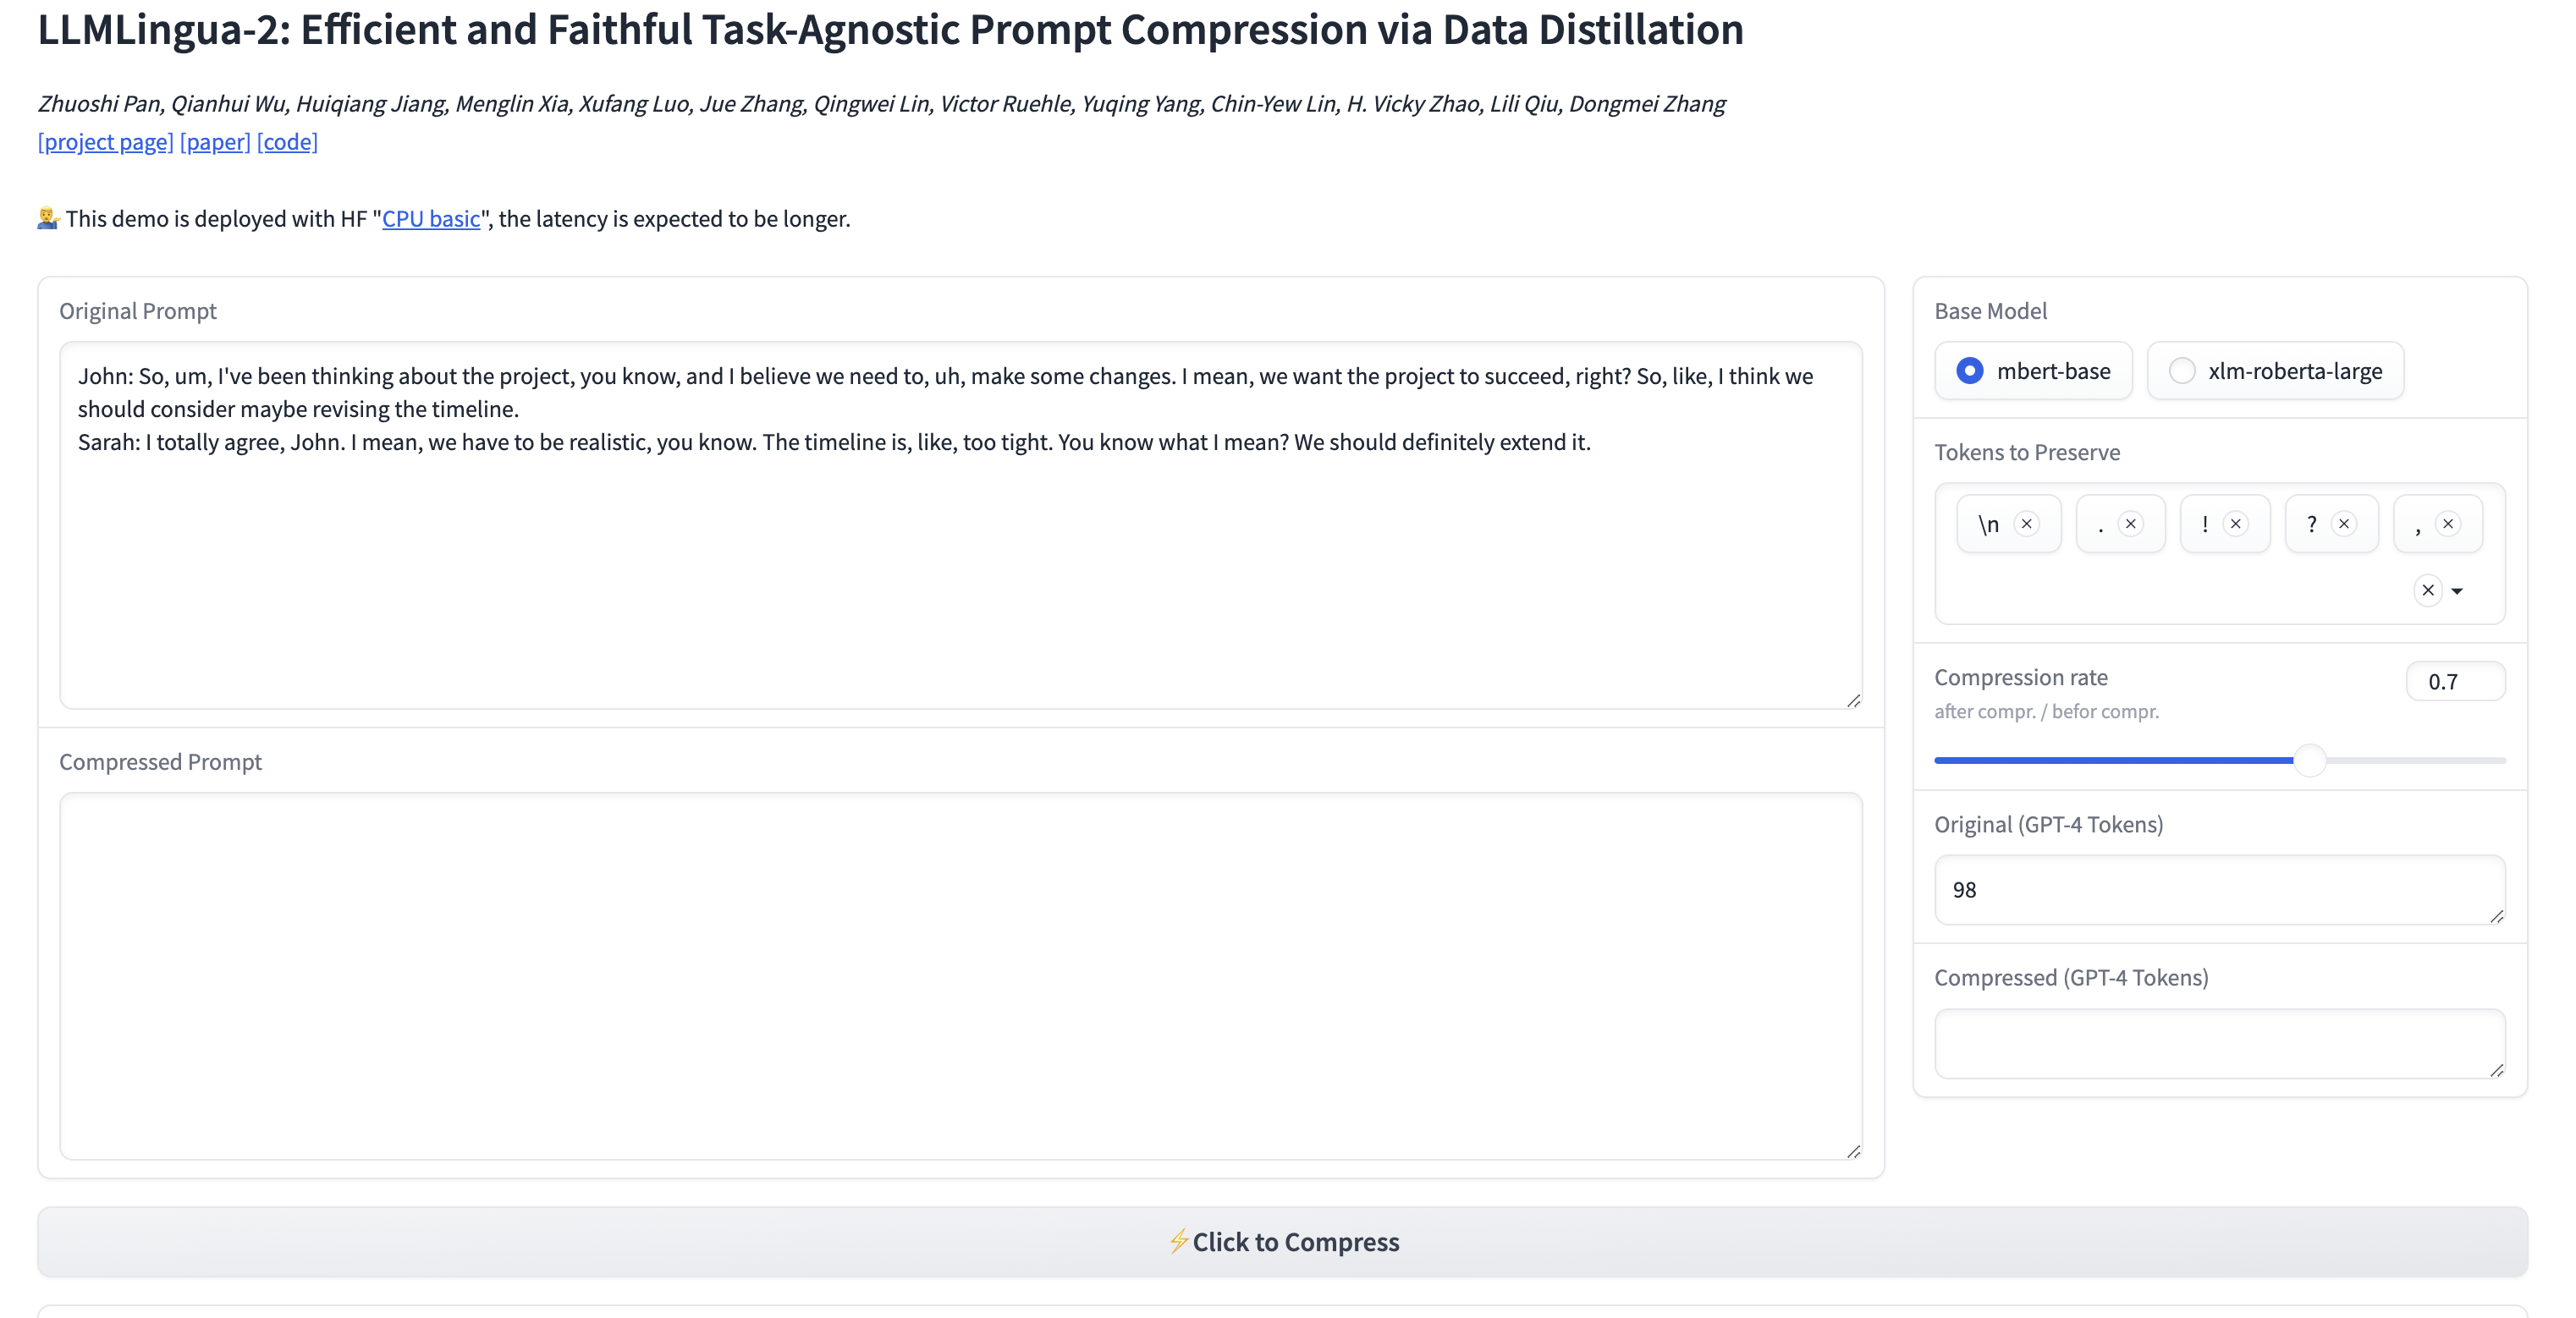 LLMLingua-2: Efficient and Faithful Task-Agnostic Prompt Compression via Data Distillation
Zhuoshi Pan, Qianhui Wu, Huiqiang Jiang, Menglin Xia, Xufang Luo, Jue Zhang, Qingwei Lin, Victor Ruehle, Yuqing Yang, Chin-Yew Lin, H. Vicky Zhao, Lili Qiu, Dongmei Zhang
[project page] [paper] [code]
This demo is deployed with HF "CPU basic", the latency is expected to be longer.
Original Prompt
John: So, um, I've been thinking about the project, you know, and I believe we need to, uh, make some changes. I mean, we want the project to succeed, right? So, like, I think we
should consider maybe revising the timeline.
Sarah: I totally agree, John. I mean, we have to be realistic, you know. The timeline is, like, too tight. You know what I mean? We should definitely extend it.
Compressed Prompt
Base Model
mbert-base xlm-roberta-large
Tokens to Preserve
\n . ! ? ,
Compression rate 0.7
after compr. / befor compr.
Original (GPT-4 Tokens)
98
Compressed (GPT-4 Tokens)
⚡Click to Compress